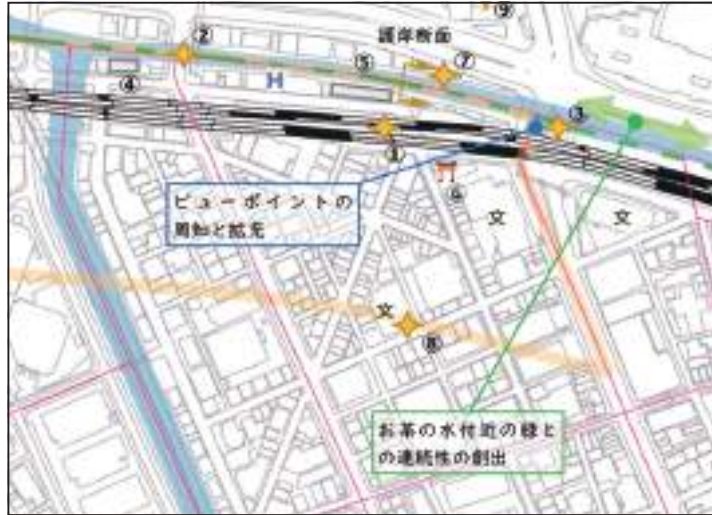 ⑨
②
護岸断面
⑦
⑤
H
④
③
①
ビューポイントの
周知と拡充
⑥
文
文
文
⑧
お茶の水付近の緑と
の連続性の創出